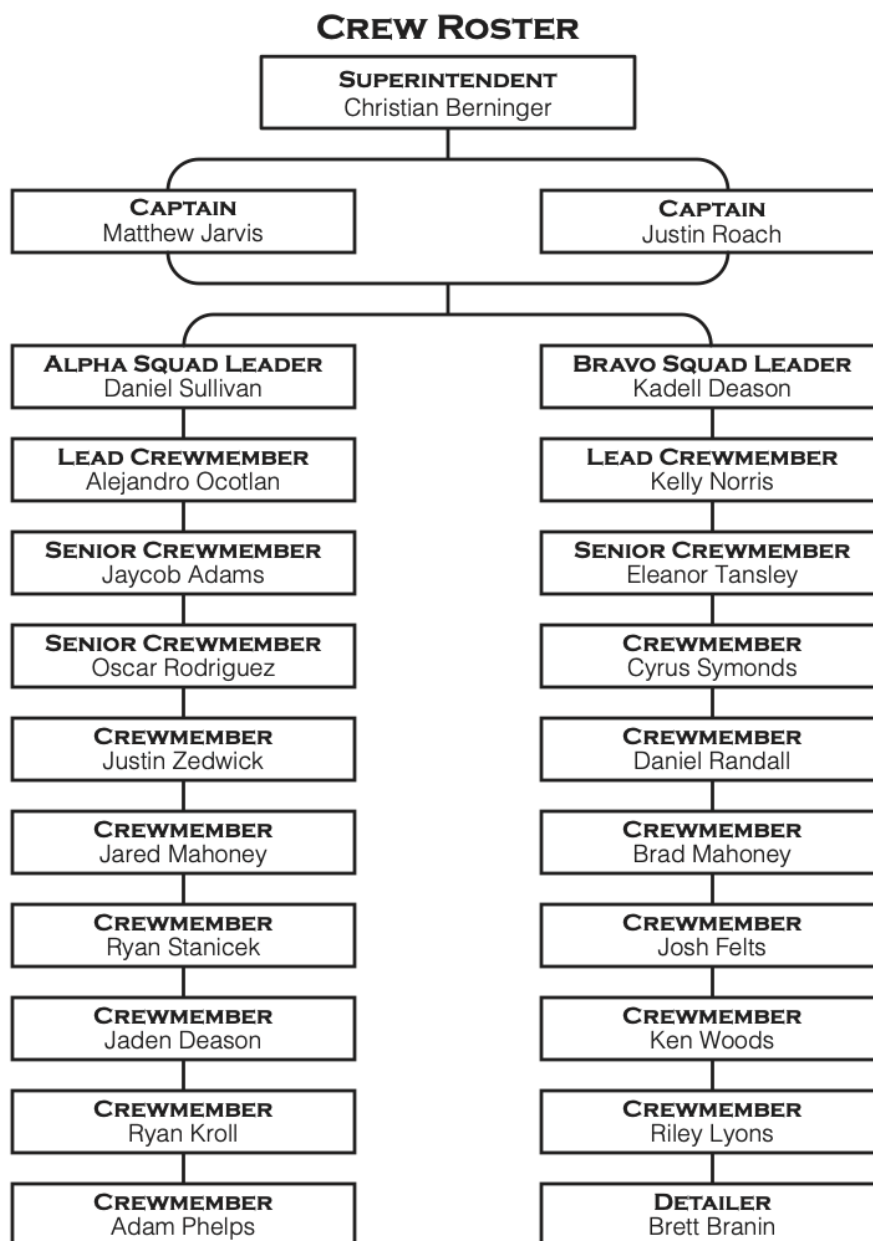 CREW ROSTER
SUPERINTENDENT
Christian Berninger
CAPTAIN
Matthew Jarvis
CAPTAIN
Justin Roach
ALPHA SQUAD LEADER
Daniel Sullivan
LEAD CREWMEMBER
Alejandro Ocotlan
SENIOR CREWMEMBER
Jaycob Adams
SENIOR CREWMEMBER
Oscar Rodriguez
CREWMEMBER
Justin Zedwick
CREWMEMBER
Jared Mahoney
CREWMEMBER
Ryan Stanicek
CREWMEMBER
Jaden Deason
CREWMEMBER
Ryan Kroll
CREWMEMBER
Adam Phelps
BRAVO SQUAD LEADER
Kadell Deason
LEAD CREWMEMBER
Kelly Norris
SENIOR CREWMEMBER
Eleanor Tansley
CREWMEMBER
Cyrus Symonds
CREWMEMBER
Daniel Randall
CREWMEMBER
Brad Mahoney
CREWMEMBER
Josh Felts
CREWMEMBER
Ken Woods
CREWMEMBER
Riley Lyons
DETAILER
Brett Branin